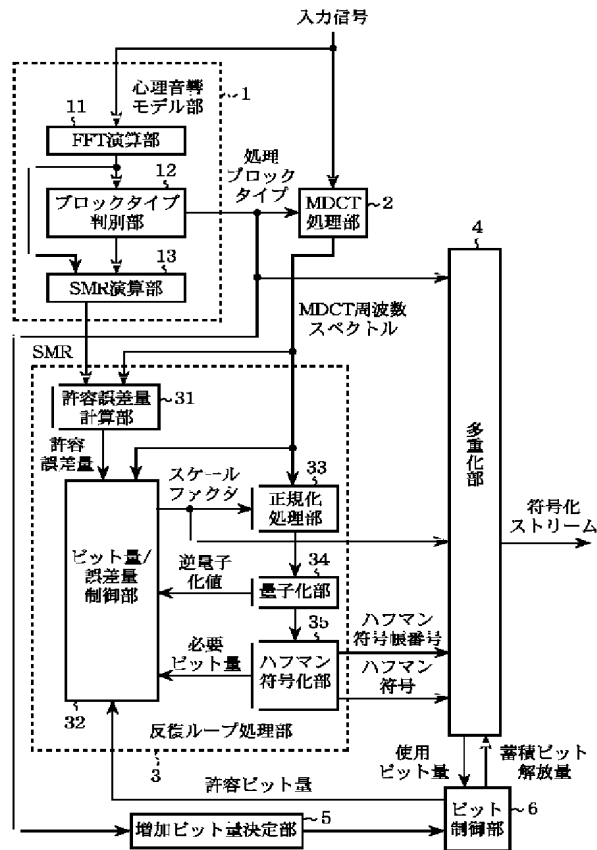 入力信号
心理音響
モデル部
1
11
FFT演算部
12
ブロックタイプ
判別部
処理
ブロック
タイプ
MDCT
処理部
2
13
SMR演算部
4
多重化部
MDCT周波数
スペクトル
SMR
許容誤差量
計算部
31
許容
誤差量
スケール
ファクタ
33
正規化
処理部
ビット量/
誤差量
制御部
32
逆量子
化値
34
量子化部
35
必要
ビット量
ハフマン
符号化部
ハフマン
符号帳番号
ハフマン
符号
符号化
ストリーム
反復ループ処理部
3
許容ビット量
使用
ビット量
蓄積ビット
解放量
5
増加ビット量決定部
ビット
制御部
6